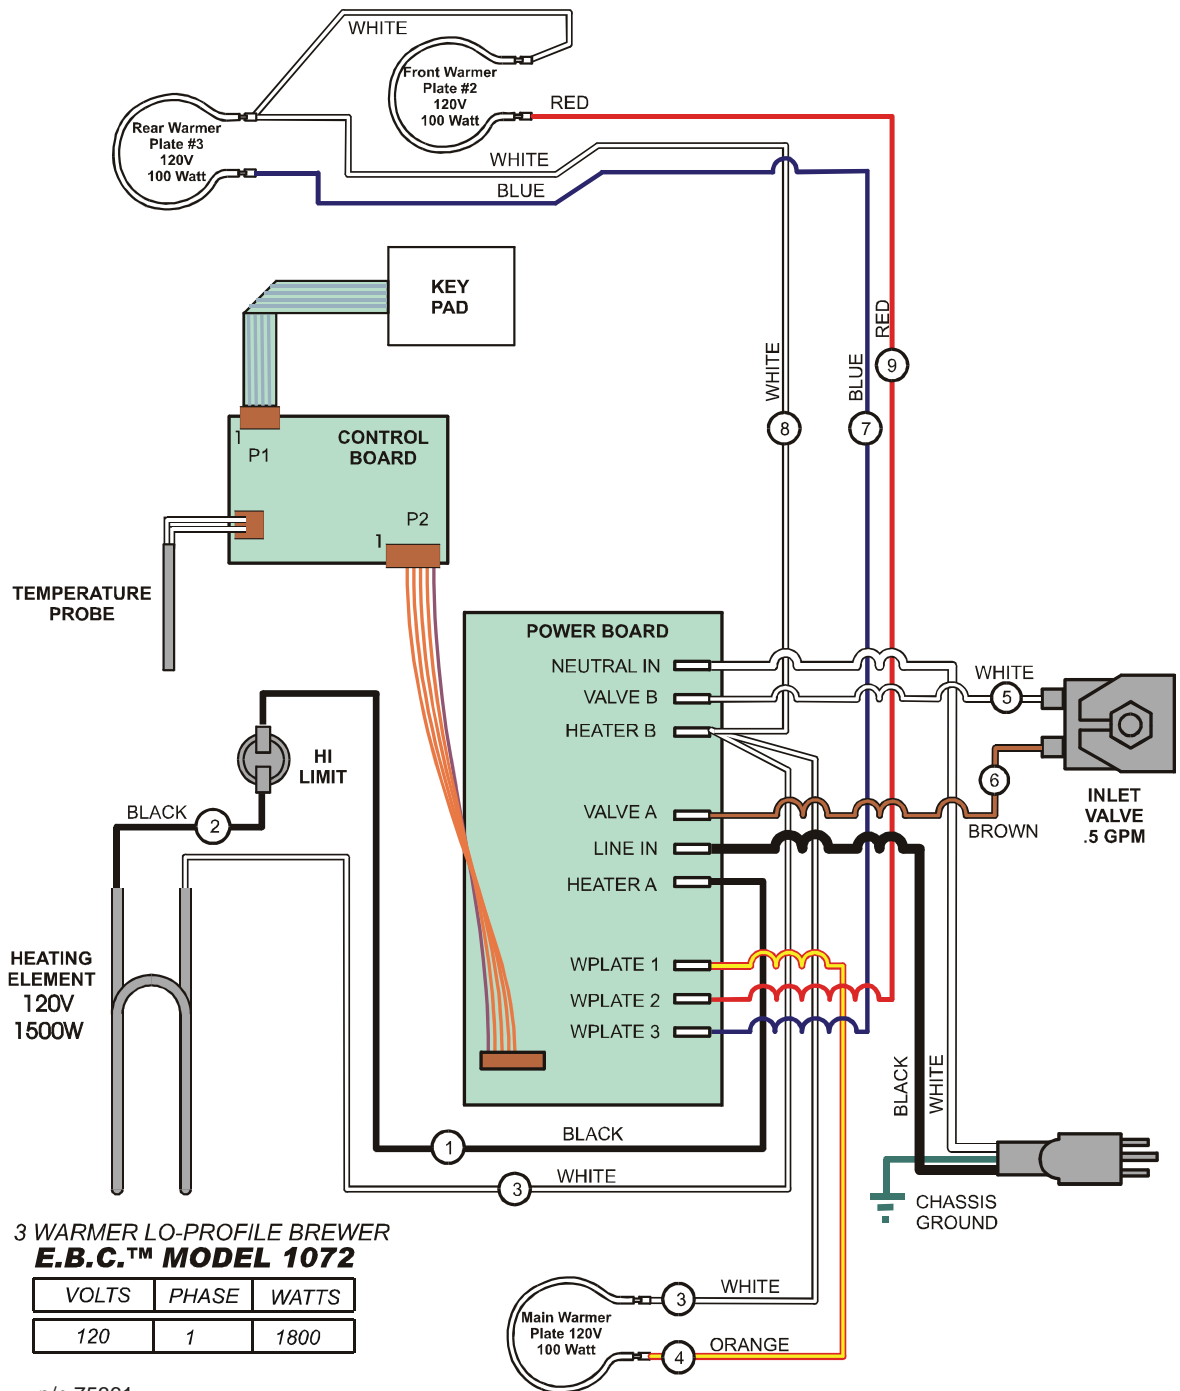 WHITE
Front Warmer
Plate #2
120V
100 Watt
RED
Rear Warmer
Plate #3
120V
100 Watt
WHITE
BLUE
KEY
PAD
RED
WHITE
BLUE
9
8
7
1
P1
CONTROL
BOARD
P2
1
TEMPERATURE
PROBE
POWER BOARD
NEUTRAL IN
VALVE B
HEATER B
VALVE A
LINE IN
HEATER A
WPLATE 1
WPLATE 2
WPLATE 3
WHITE
5
6
BROWN
INLET
VALVE
.5 GPM
HI
LIMIT
BLACK
2
HEATING
ELEMENT
120V
1500W
BLACK
WHITE
BLACK
1
WHITE
3
CHASSIS
GROUND
3 WARMER LO-PROFILE BREWER
E.B.C.™ MODEL 1072
VOLTS PHASE WATTS
120 1 1800
Main Warmer
Plate 120V
100 Watt
3
WHITE
4
ORANGE